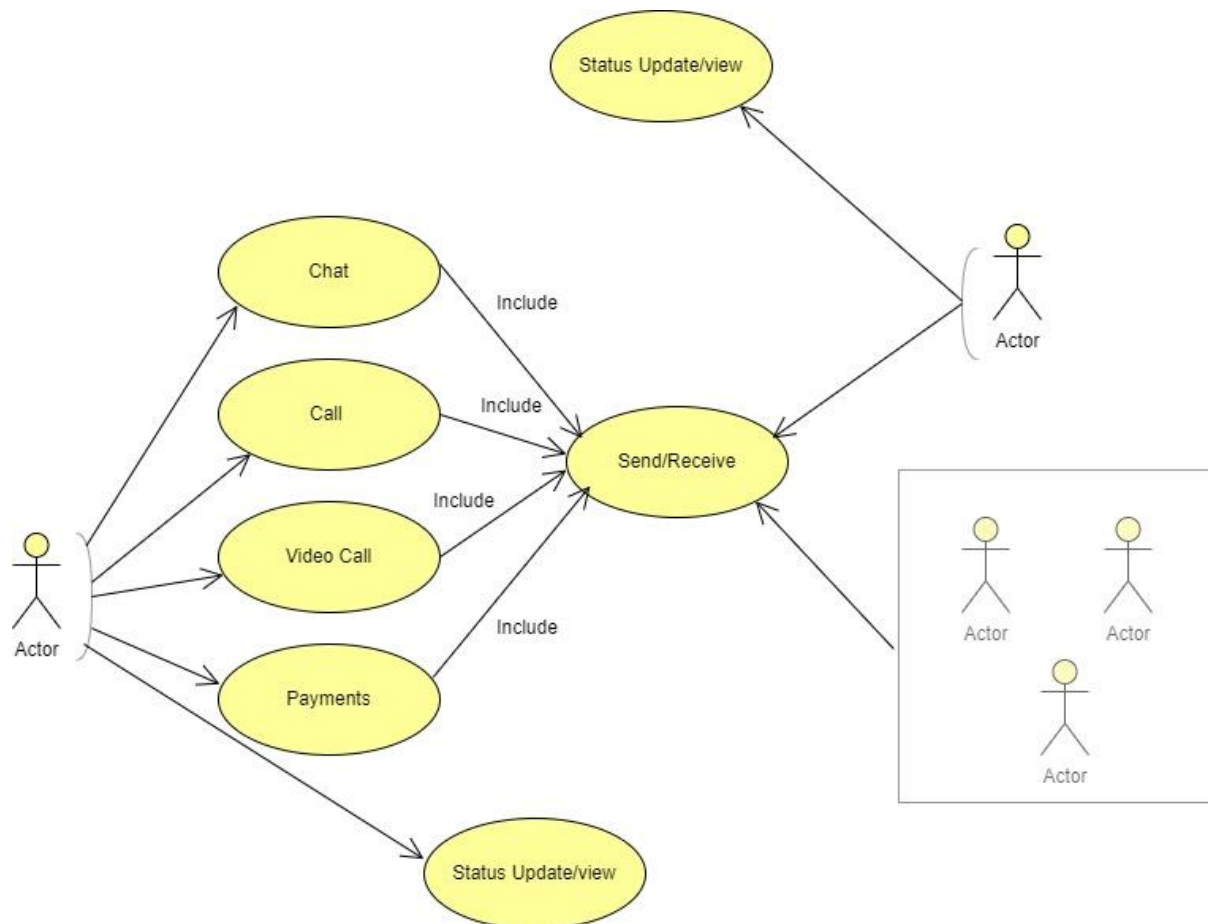 Status Update/view
Chat
Include
Actor
Call
Include
Send/Receive
Include
Video Call
Actor
Actor
Actor
Include
Payments
Actor
Status Update/view